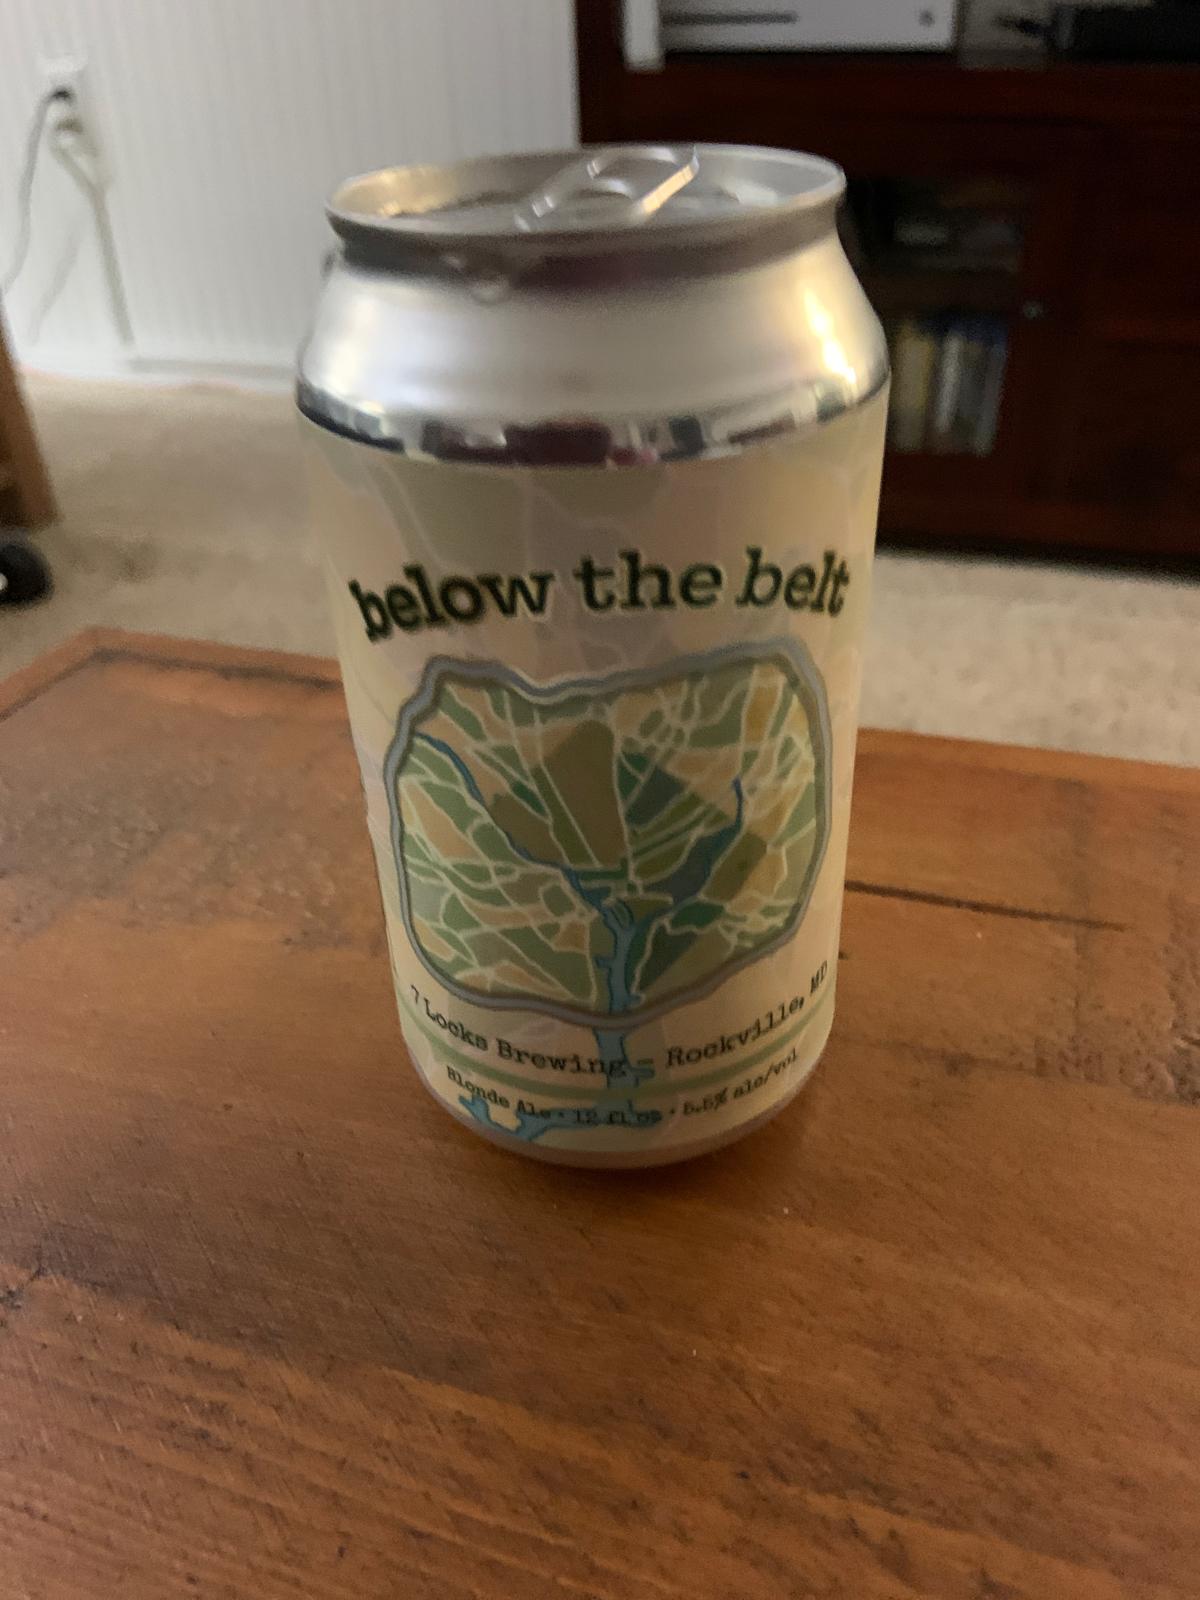 below the belt
7 Locks Brewing - Rockville, MD
Blonde Ale · 12 fl oz · 5.5% alc/vol